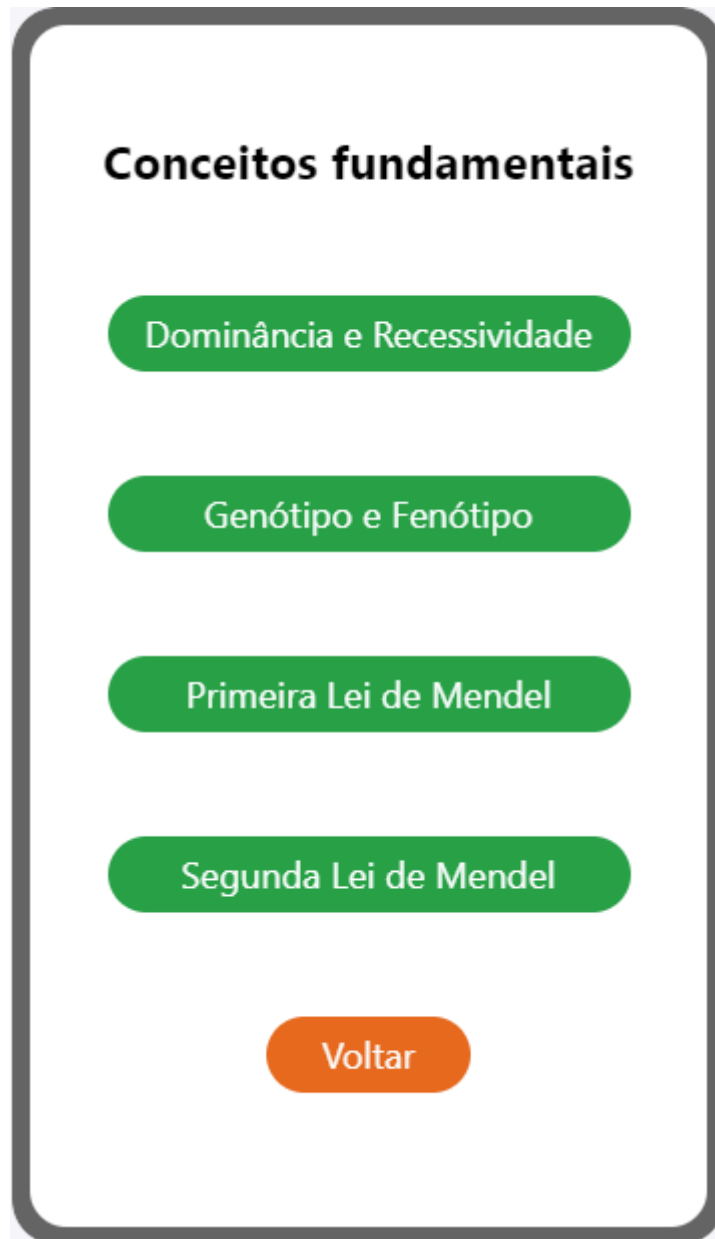 Conceitos fundamentais
Dominância e Recessividade
Genótipo e Fenótipo
Primeira Lei de Mendel
Segunda Lei de Mendel
Voltar